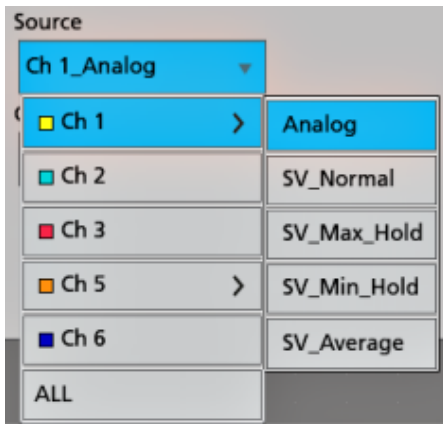 Source
Ch 1_Analog
Ch 1
Analog
Ch 2
SV_Normal
Ch 3
SV_Max_Hold
Ch 5
SV_Min_Hold
Ch 6
SV_Average
ALL